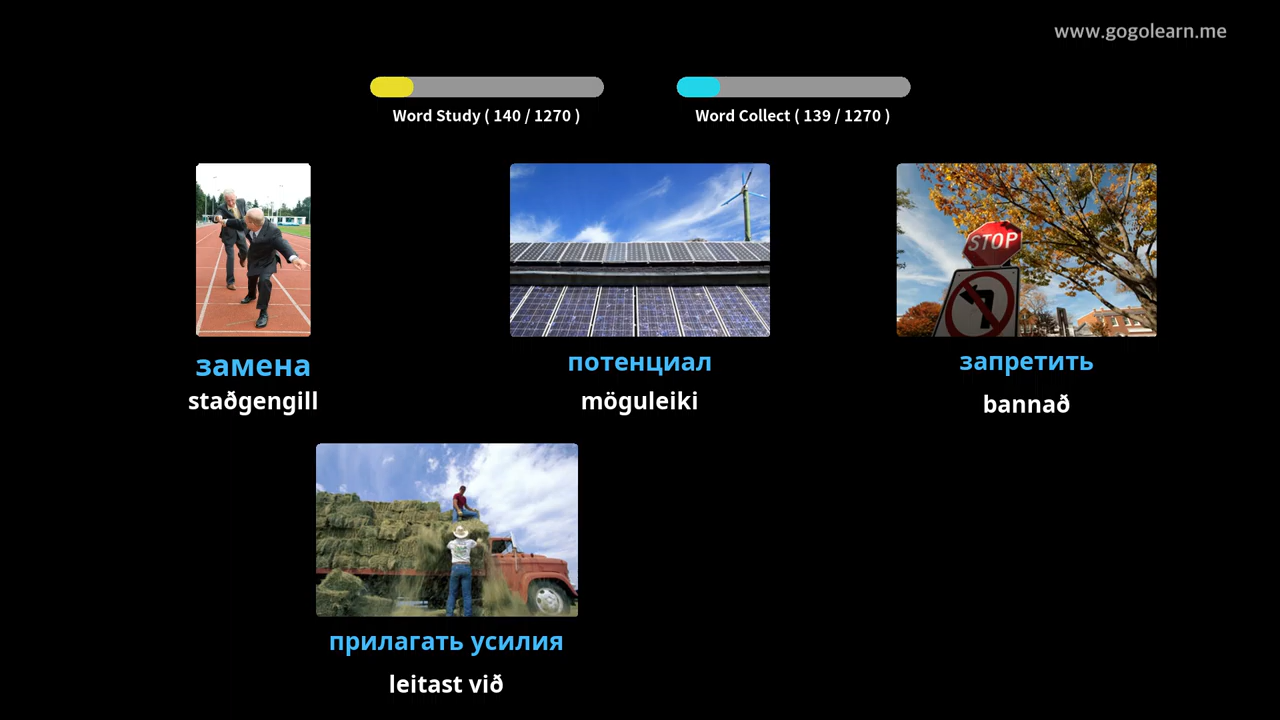 www.gogolearn.me
Word Study ( 140 / 1270 )
Word Collect ( 139 / 1270 )
STOP
замена
staðgengill
потенциал
möguleiki
запретить
bannað
прилагать усилия
leitast við